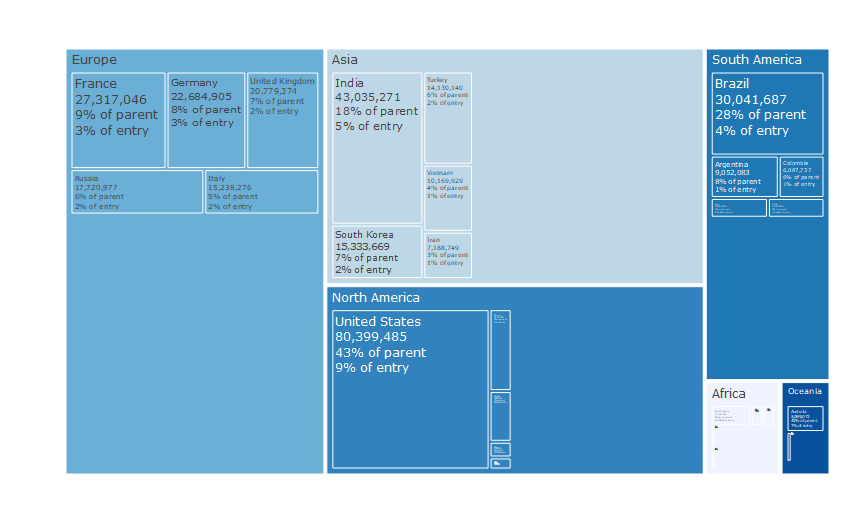 Europe
France
27,317,046
9% of parent
3% of entry
Germany
22,684,905
8% of parent
3% of entry
United Kingdom
20,779,374
7% of parent
2% of entry
Russia
17,720,977
6% of parent
2% of entry
Italy
15,238,276
5% of parent
2% of entry
Asia
India
43,035,271
18% of parent
5% of entry
Turkey
14,130,140
6% of parent
2% of entry
Vietnam
10,169,929
4% of parent
1% of entry
South Korea
15,333,669
7% of parent
2% of entry
Iran
7,188,749
3% of parent
1% of entry
North America
United States
80,399,485
43% of parent
9% of entry
South America
Brazil
30,041,687
28% of parent
4% of entry
Argentina
9,052,083
8% of parent
1% of entry
Colombia
6,087,737
6% of parent
1% of entry
Africa
Oceania
Australia
of parent
of entry